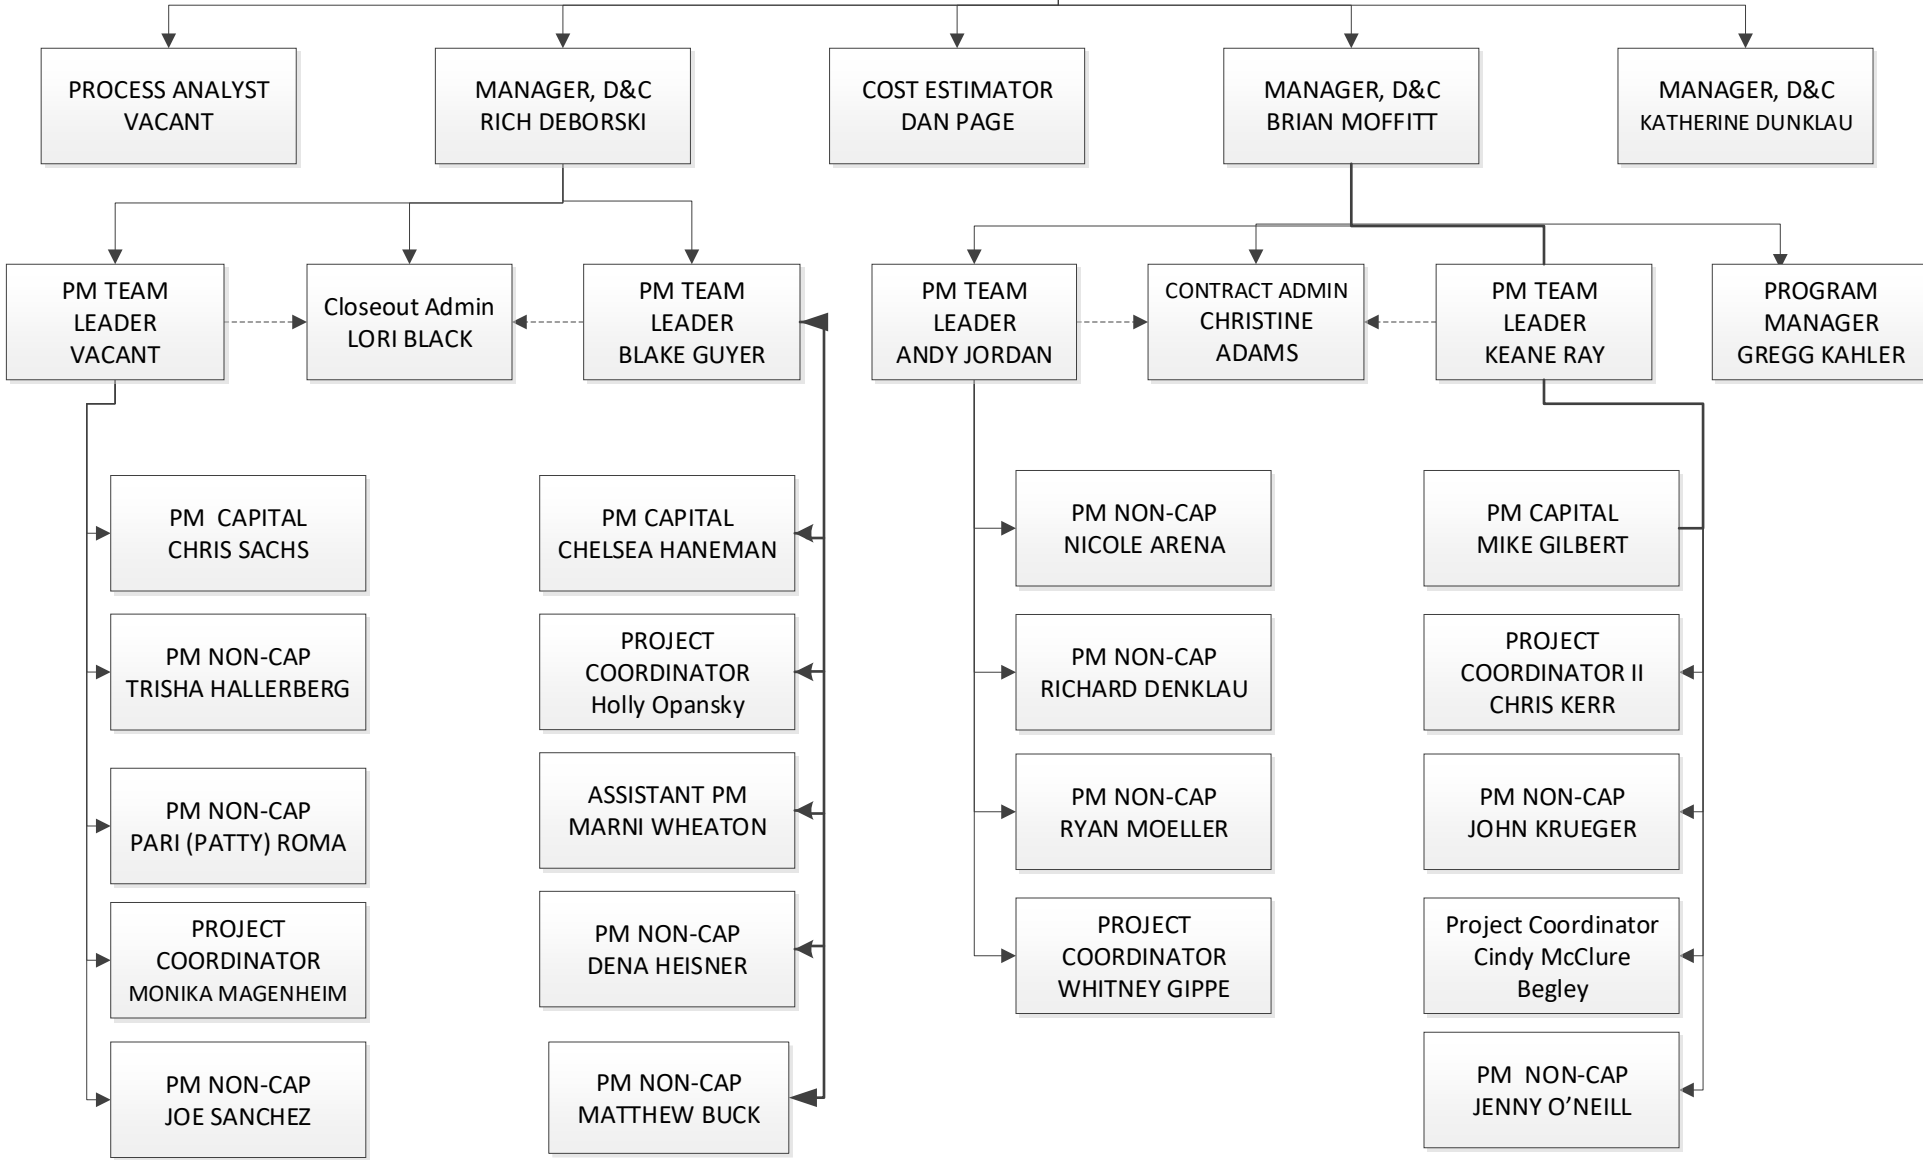 PROCESS ANALYST
VACANT
MANAGER, D&C
RICH DEBORSKI
COST ESTIMATOR
DAN PAGE
MANAGER, D&C
BRIAN MOFFITT
MANAGER, D&C
KATHERINE DUNKLAU
PM TEAM
LEADER
VACANT
Closeout Admin
LORI BLACK
PM TEAM
LEADER
BLAKE GUYER
PM TEAM
LEADER
ANDY JORDAN
CONTRACT ADMIN
CHRISTINE
ADAMS
PM TEAM
LEADER
KEANE RAY
PROGRAM
MANAGER
GREGG KAHLER
PM  CAPITAL
CHRIS SACHS
PM CAPITAL
CHELSEA HANEMAN
PM NON-CAP
NICOLE ARENA
PM CAPITAL
MIKE GILBERT
PM NON-CAP
TRISHA HALLERBERG
PROJECT
COORDINATOR
Holly Opansky
PM NON-CAP
RICHARD DENKLAU
PROJECT
COORDINATOR II
CHRIS KERR
PM NON-CAP
PARI (PATTY) ROMA
ASSISTANT PM
MARNI WHEATON
PM NON-CAP
RYAN MOELLER
PM NON-CAP
JOHN KRUEGER
PROJECT
COORDINATOR
MONIKA MAGENHEIM
PM NON-CAP
DENA HEISNER
PROJECT
COORDINATOR
WHITNEY GIPPE
Project Coordinator
Cindy McClure
Begley
PM NON-CAP
JOE SANCHEZ
PM NON-CAP
MATTHEW BUCK
PM  NON-CAP
JENNY O’NEILL